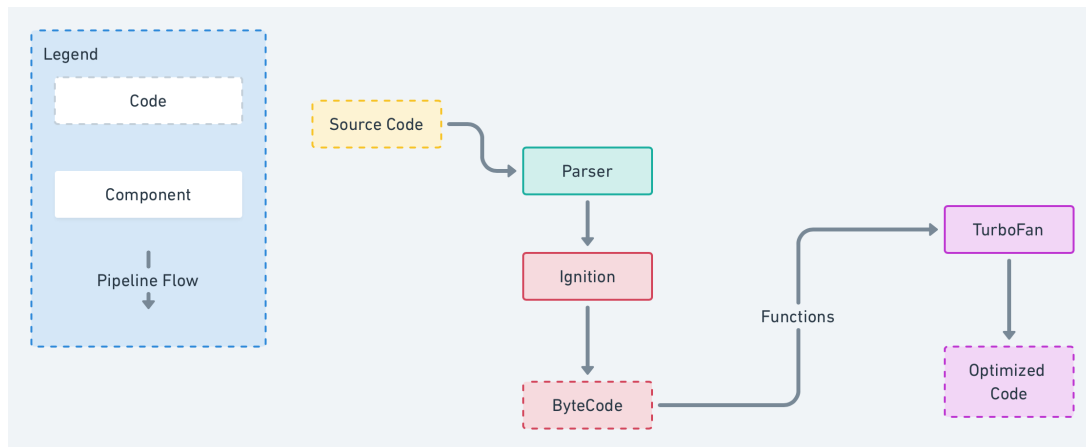 Legend
Code
Component
Pipeline Flow
Source Code
Parser
Ignition
ByteCode
Functions
TurboFan
Optimized
Code